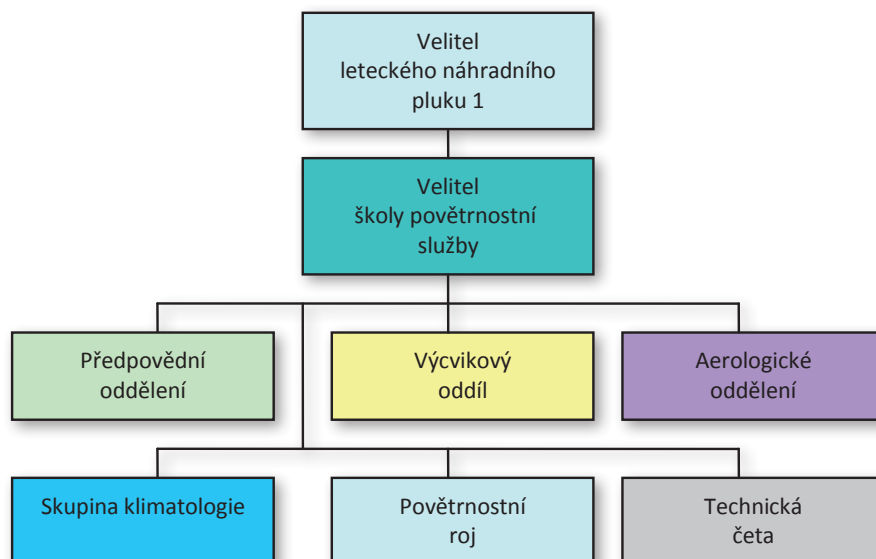 Velitel
leteckého náhradního
pluku 1
Velitel
školy povětrnostní
služby
Předpovědní
oddělení
Výcvikový
oddíl
Aerologické
oddělení
Skupina klimatologie
Povětrnostní
roj
Technická
četa